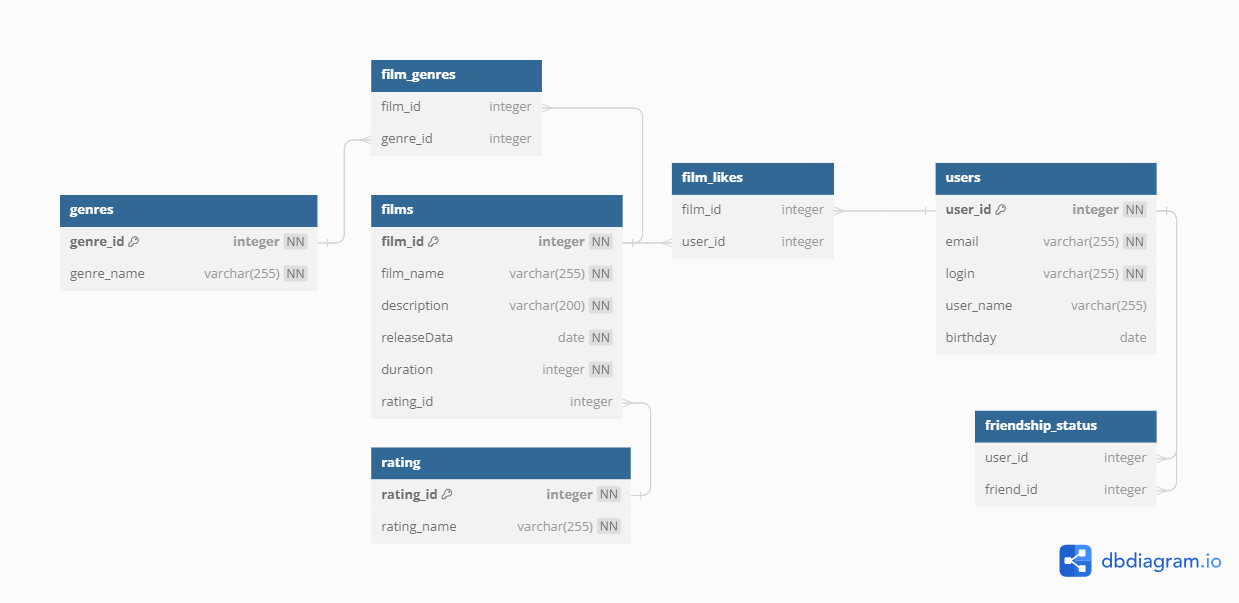 film_genres
film_id integer
genre_id integer
genres
genre_id integer NN
genre_name varchar(255) NN
films
film_id integer NN
film_name varchar(255) NN
description varchar(200) NN
releaseData date NN
duration integer NN
rating_id integer
rating
rating_id integer NN
rating_name varchar(255) NN
film_likes
film_id integer
user_id integer
users
user_id integer NN
email varchar(255) NN
login varchar(255) NN
user_name varchar(255)
birthday date
friendship_status
user_id integer
friend_id integer
dbdiagram.io